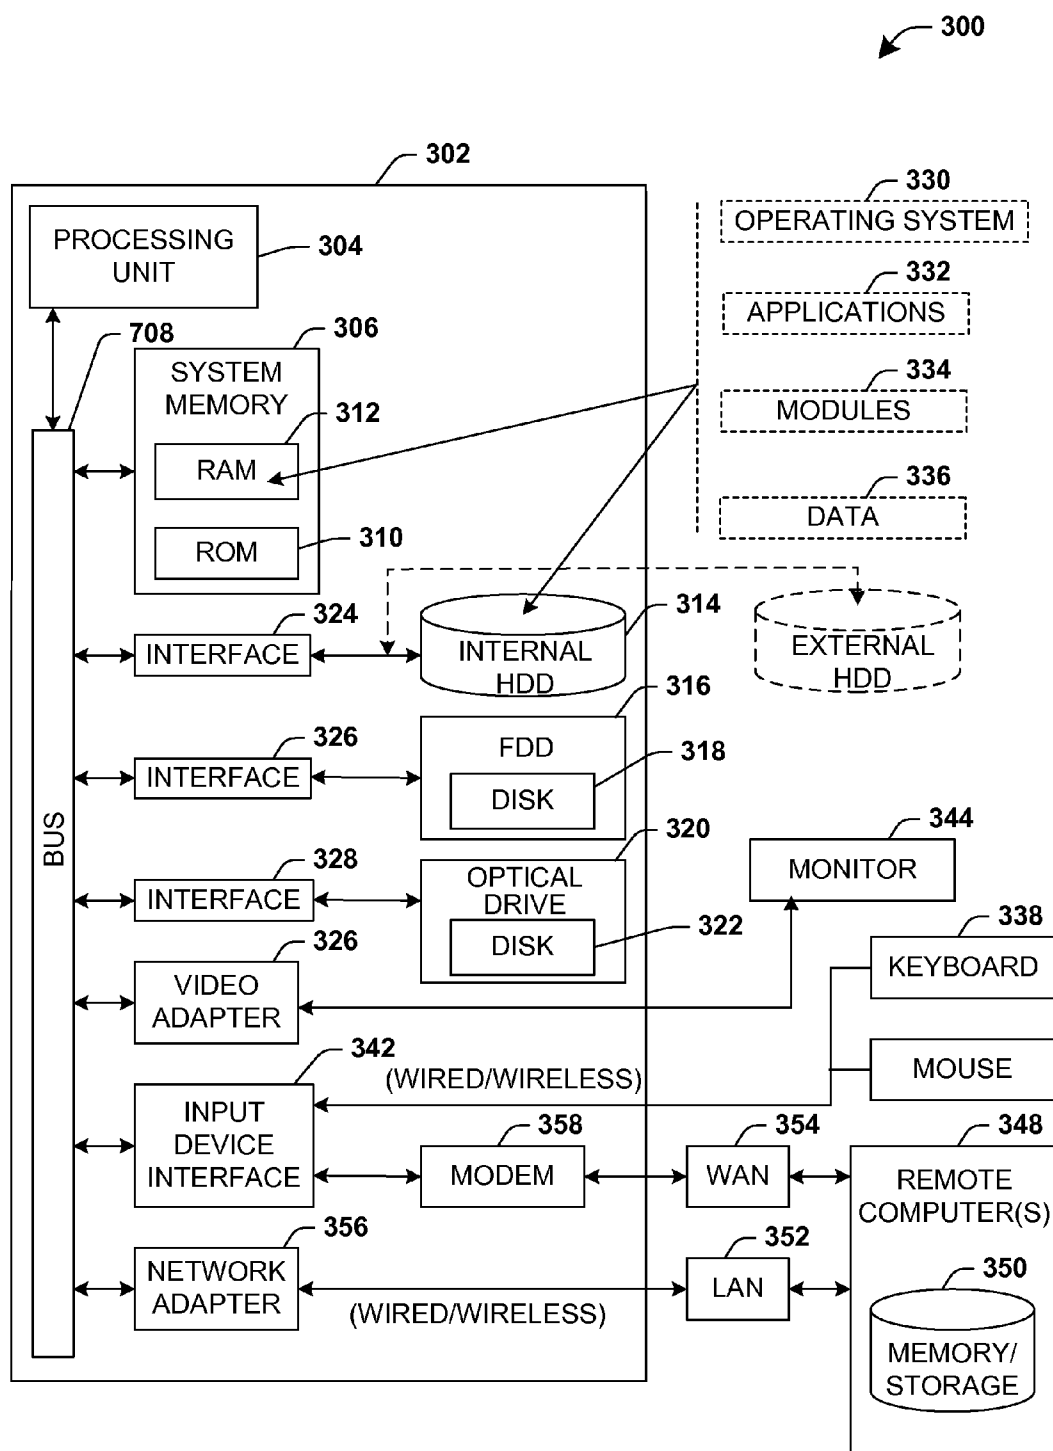 300
302
330
OPERATING SYSTEM
PROCESSING
UNIT
304
332
APPLICATIONS
708
306
SYSTEM
MEMORY
334
MODULES
312
RAM
336
DATA
310
ROM
324
INTERFACE
314
INTERNAL
HDD
EXTERNAL
HDD
316
FDD
326
INTERFACE
318
DISK
BUS
320
OPTICAL
DRIVE
344
MONITOR
328
INTERFACE
322
DISK
338
KEYBOARD
326
VIDEO
ADAPTER
342
(WIRED/WIRELESS)
MOUSE
INPUT
DEVICE
INTERFACE
358
MODEM
354
WAN
348
REMOTE
COMPUTER(S)
356
NETWORK
ADAPTER
(WIRED/WIRELESS)
352
LAN
350
MEMORY/
STORAGE